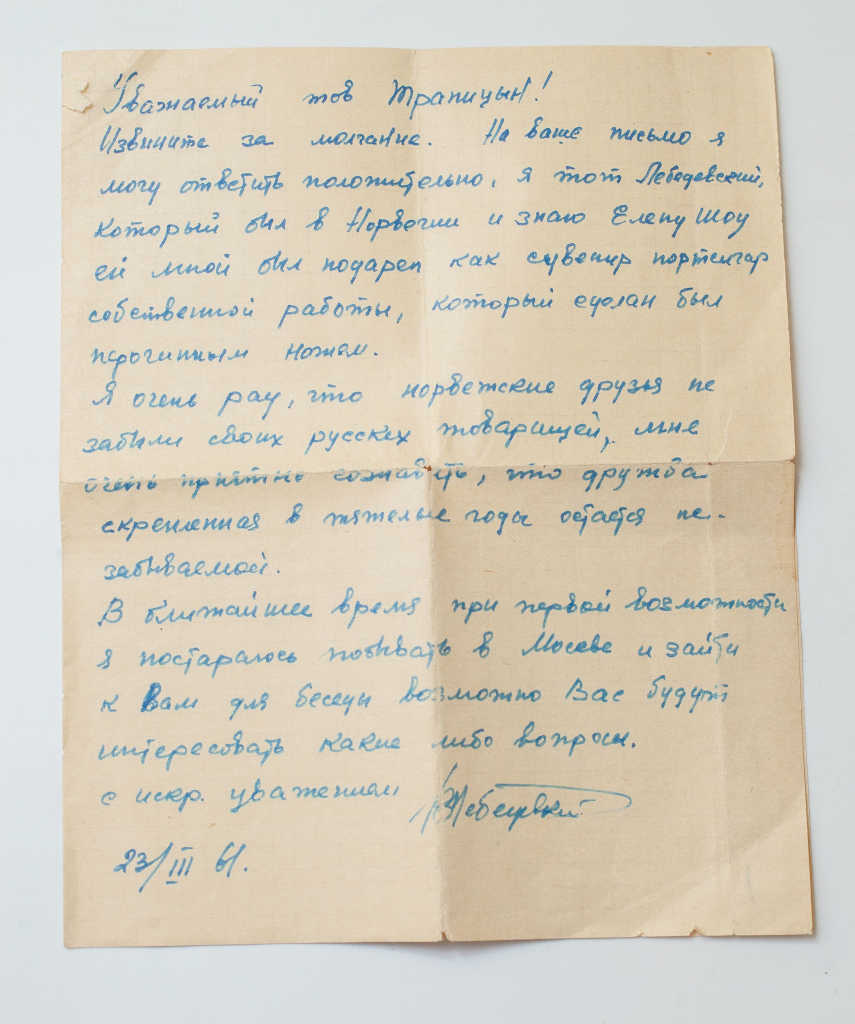 Уважаемый тов Трапицын!
Извините за молчание. На ваше письмо я
могу ответить положительно, я тот Лебедевский,
который был в Норвегии и знаю Елену Шоу
ей мной был подарен как сувенир портсигар
собственной работы, который сделан был
перочинным ножем.
Я очень рад, что норвежские друзья не
забыли своих русских товарищей, мне
очень приятно сознавать, что дружба
скрепленная в тяжелые годы остается не-
забываемой.
В ближайшее время при первой возможности
я постараюсь побывать в Москве и зайти
к Вам для беседы возможно Вас будут
интересовать какие либо вопросы.
с искр. уважением Лебедевский
23/III 61.